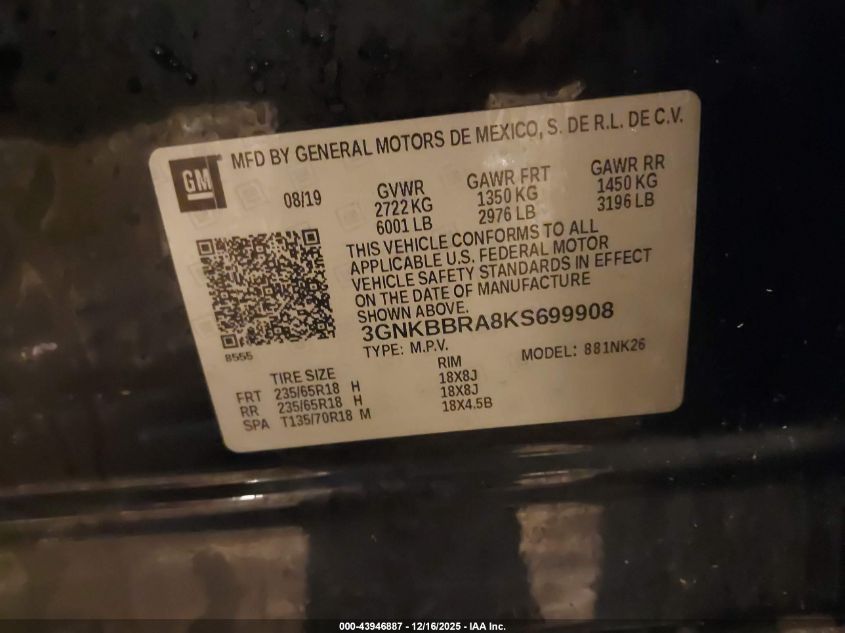 MFD BY GENERAL MOTORS DE MEXICO, S. DE R.L. DE C.V.
GM
08/19
GVWR
2722 KG
6001 LB
GAWR FRT
1350 KG
2976 LB
GAWR RR
1450 KG
3196 LB
THIS VEHICLE CONFORMS TO ALL
APPLICABLE U.S. FEDERAL MOTOR
VEHICLE SAFETY STANDARDS IN EFFECT
ON THE DATE OF MANUFACTURE
SHOWN ABOVE.
3GNKBBRA8KS699908
8555
TYPE: M.P.V. MODEL: 881NK26
TIRE SIZE RIM
FRT 235/65R18 H 18X8J
RR 235/65R18 H 18X8J
SPA T135/70R18 M 18X4.5B
000-43946887 - 12/16/2025 - IAA Inc.